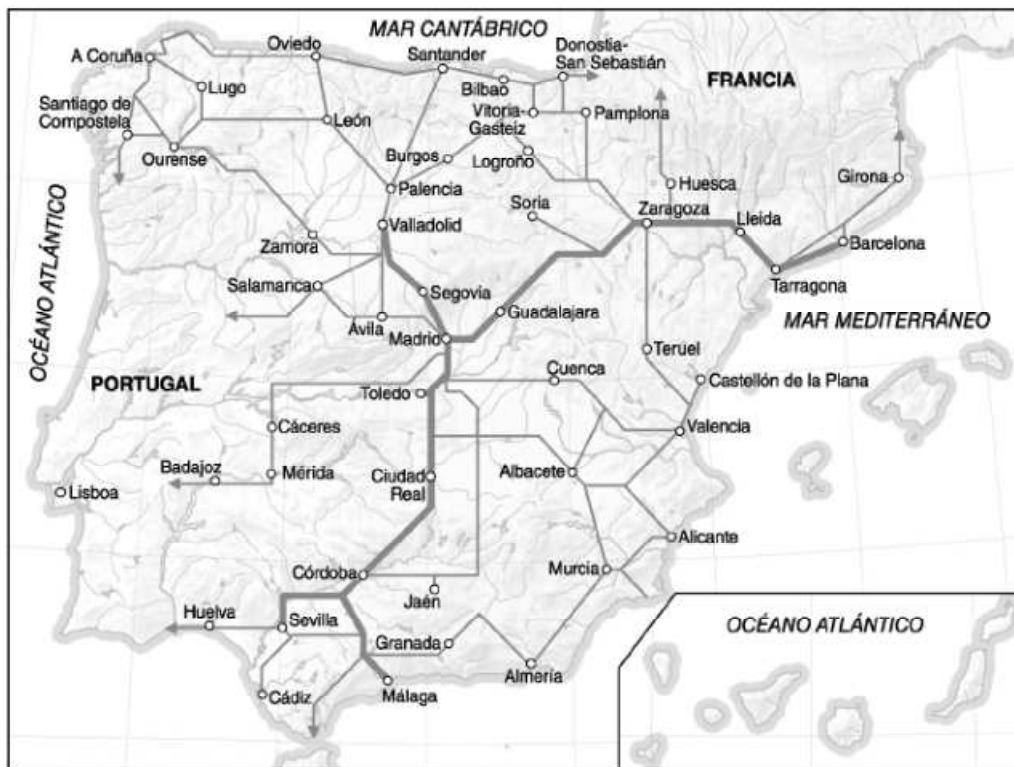 MAR CANTÁBRICO
A Coruña
Oviedo
Santander
Donostia-
San Sebastián
Lugo
Bilbao
FRANCIA
Santiago de
Compostela
León
Vitoria-
Gasteiz
Pamplona
Ourense
Burgos
Logroño
Palencia
Huesca
Girona
OCÉANO ATLÁNTICO
Valladolid
Soria
Zaragoza
Lleida
Zamora
Barcelona
Salamanca
Segovia
Tarragona
Ávila
Guadalajara
Madrid
MAR MEDITERRÁNEO
Teruel
PORTUGAL
Toledo
Cuenca
Castellón de la Plana
Cáceres
Valencia
Badajoz
Mérida
Ciudad
Real
Albacete
Lisboa
Alicante
Córdoba
Murcia
Jaén
Huelva
Sevilla
Granada
OCÉANO ATLÁNTICO
Almería
Cádiz
Málaga